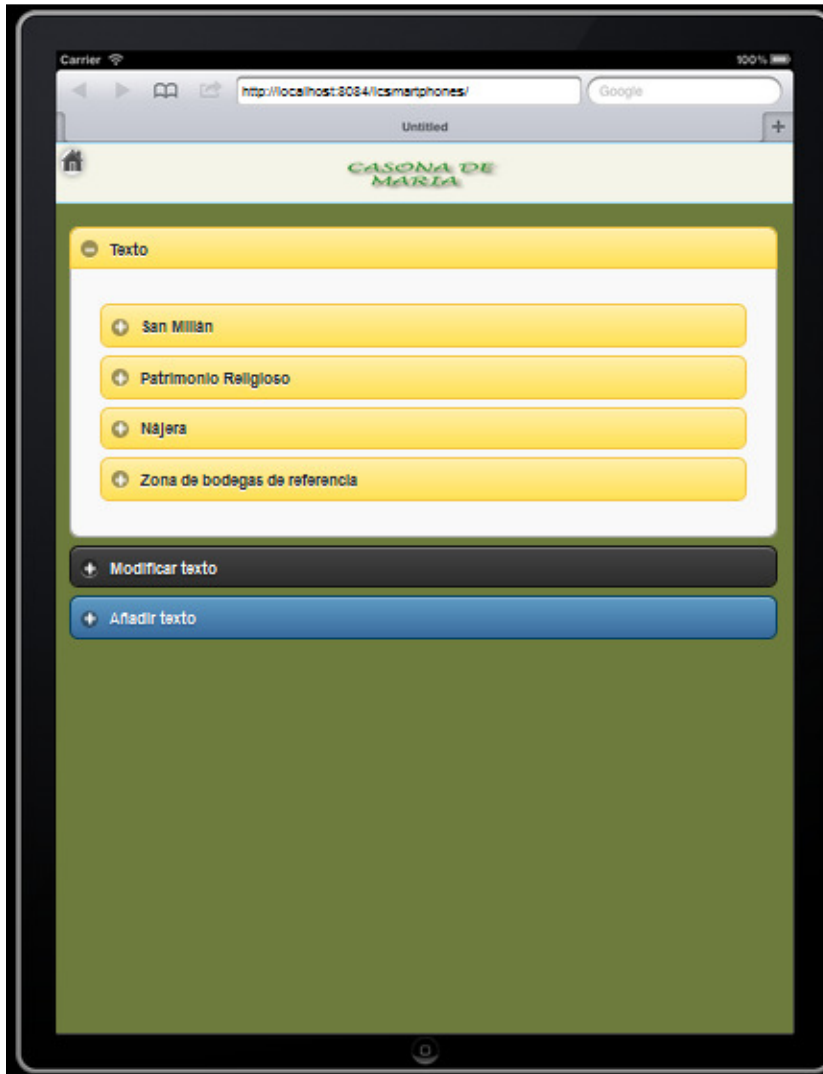 Carrier
100%
http://localhost:8084/lcsmartphones/
Google
Untitled
CASONA DE
MARIA
Texto
San Millán
Patrimonio Religioso
Nájera
Zona de bodegas de referencia
Modificar texto
Añadir texto